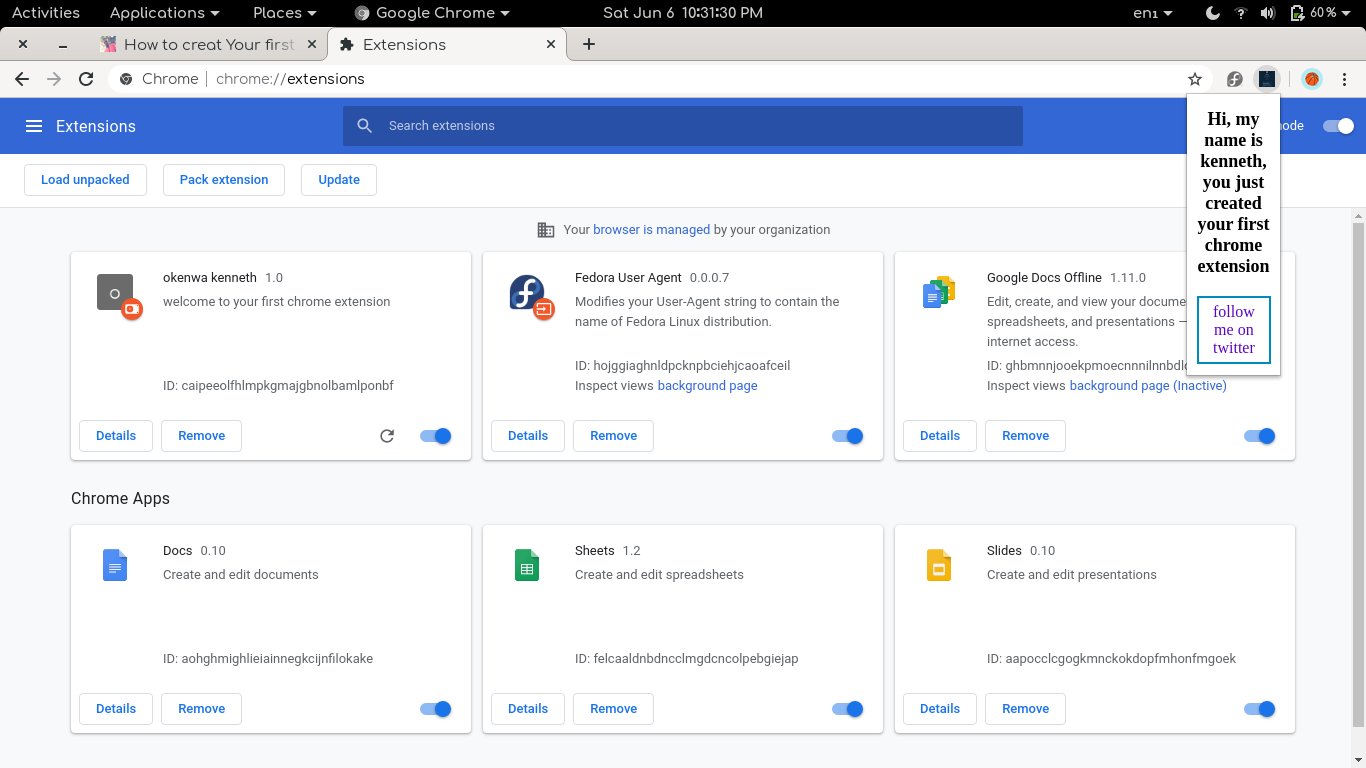 Activities Applications Places Google Chrome Sat Jun 6 10:31:30 PM en1 60 %
How to creat Your first Extensions
Chrome chrome://extensions
Extensions Search extensions
Load unpacked Pack extension Update
Hi, my
name is
kenneth,
you just
created
your first
chrome
extension
follow
me on
twitter
Your browser is managed by your organization
okenwa kenneth 1.0
welcome to your first chrome extension
ID: caipeeolfhlmpkgmajgbnolbamlponbf
Details Remove
Fedora User Agent 0.0.0.7
Modifies your User-Agent string to contain the
name of Fedora Linux distribution.
ID: hojggiaghnldpcknpbciehjcaoafceil
Inspect views background page
Details Remove
Google Docs Offline 1.11.0
Edit, create, and view your docume
spreadsheets, and presentations —
internet access.
ID: ghbmnnjooekpmoecnnnilnnbdl
Inspect views background page (Inactive)
Details Remove
Chrome Apps
Docs 0.10
Create and edit documents
ID: aohghmighlieiainnegkcijnfilokake
Details Remove
Sheets 1.2
Create and edit spreadsheets
ID: felcaaldnbdncclmgdcncolpebgiejap
Details Remove
Slides 0.10
Create and edit presentations
ID: aapocclcgogkmnckokdopfmhonfmgoek
Details Remove